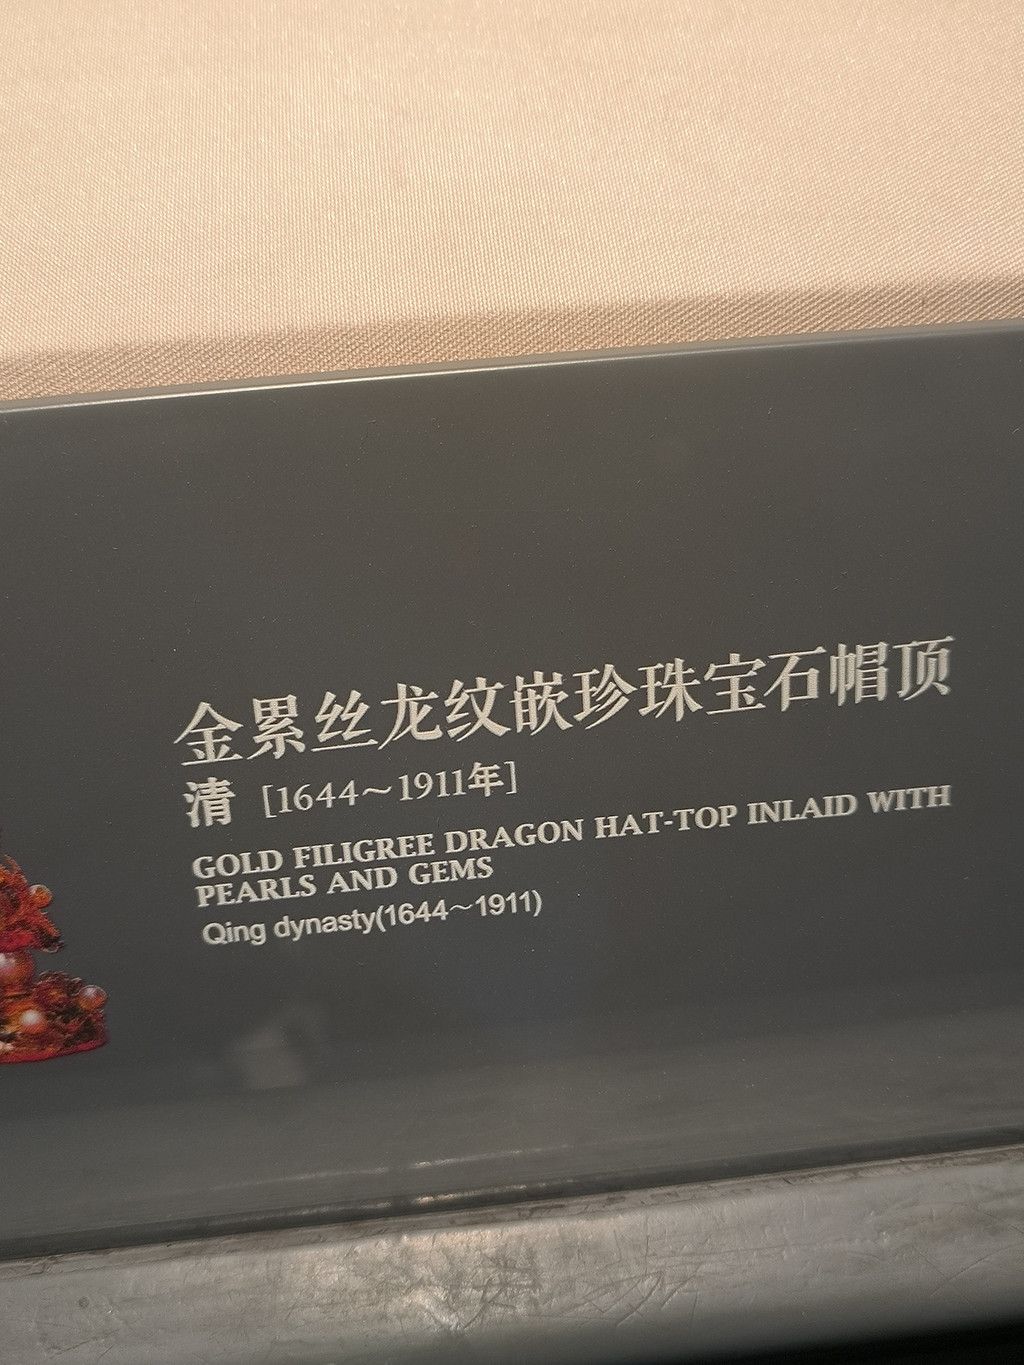 金累丝龙纹嵌珍珠宝石帽顶
清 [1644～1911年]
GOLD FILIGREE DRAGON HAT-TOP INLAID WITH
PEARLS AND GEMS
Qing dynasty(1644～1911)